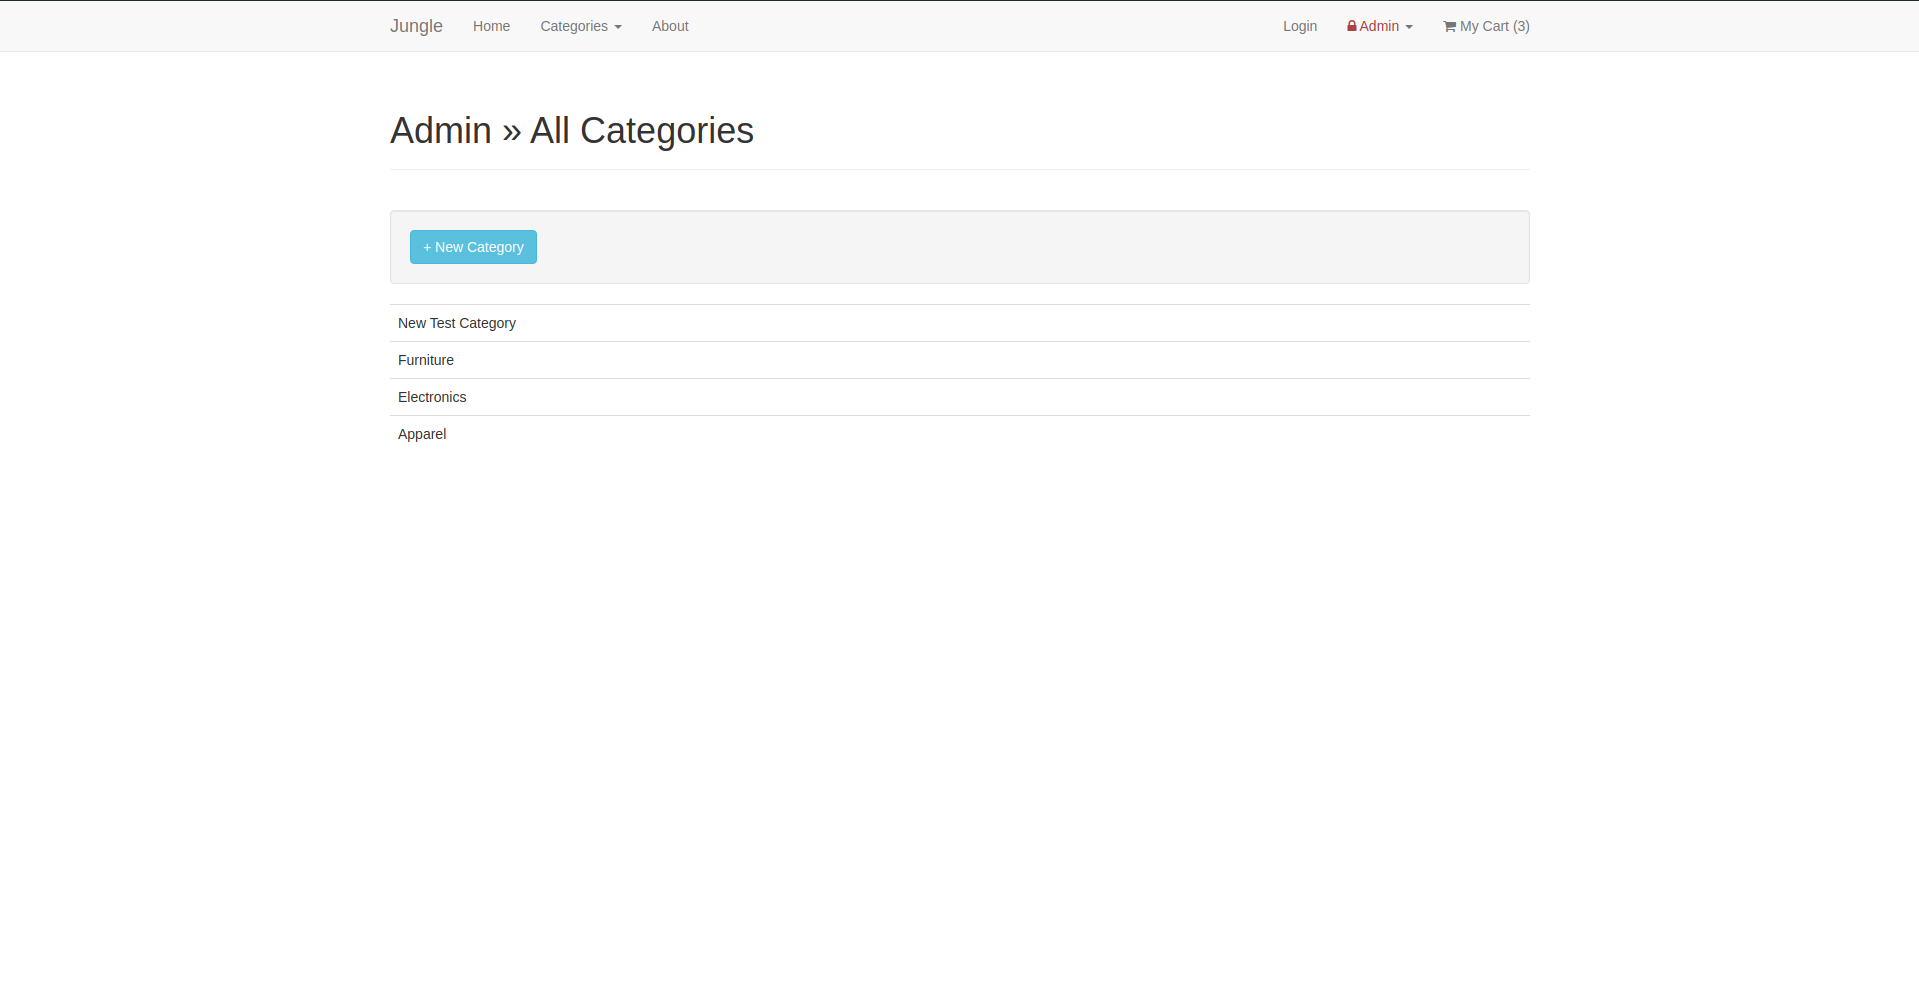 Jungle Home Categories About Login Admin My Cart (3)
Admin » All Categories
+ New Category
New Test Category
Furniture
Electronics
Apparel